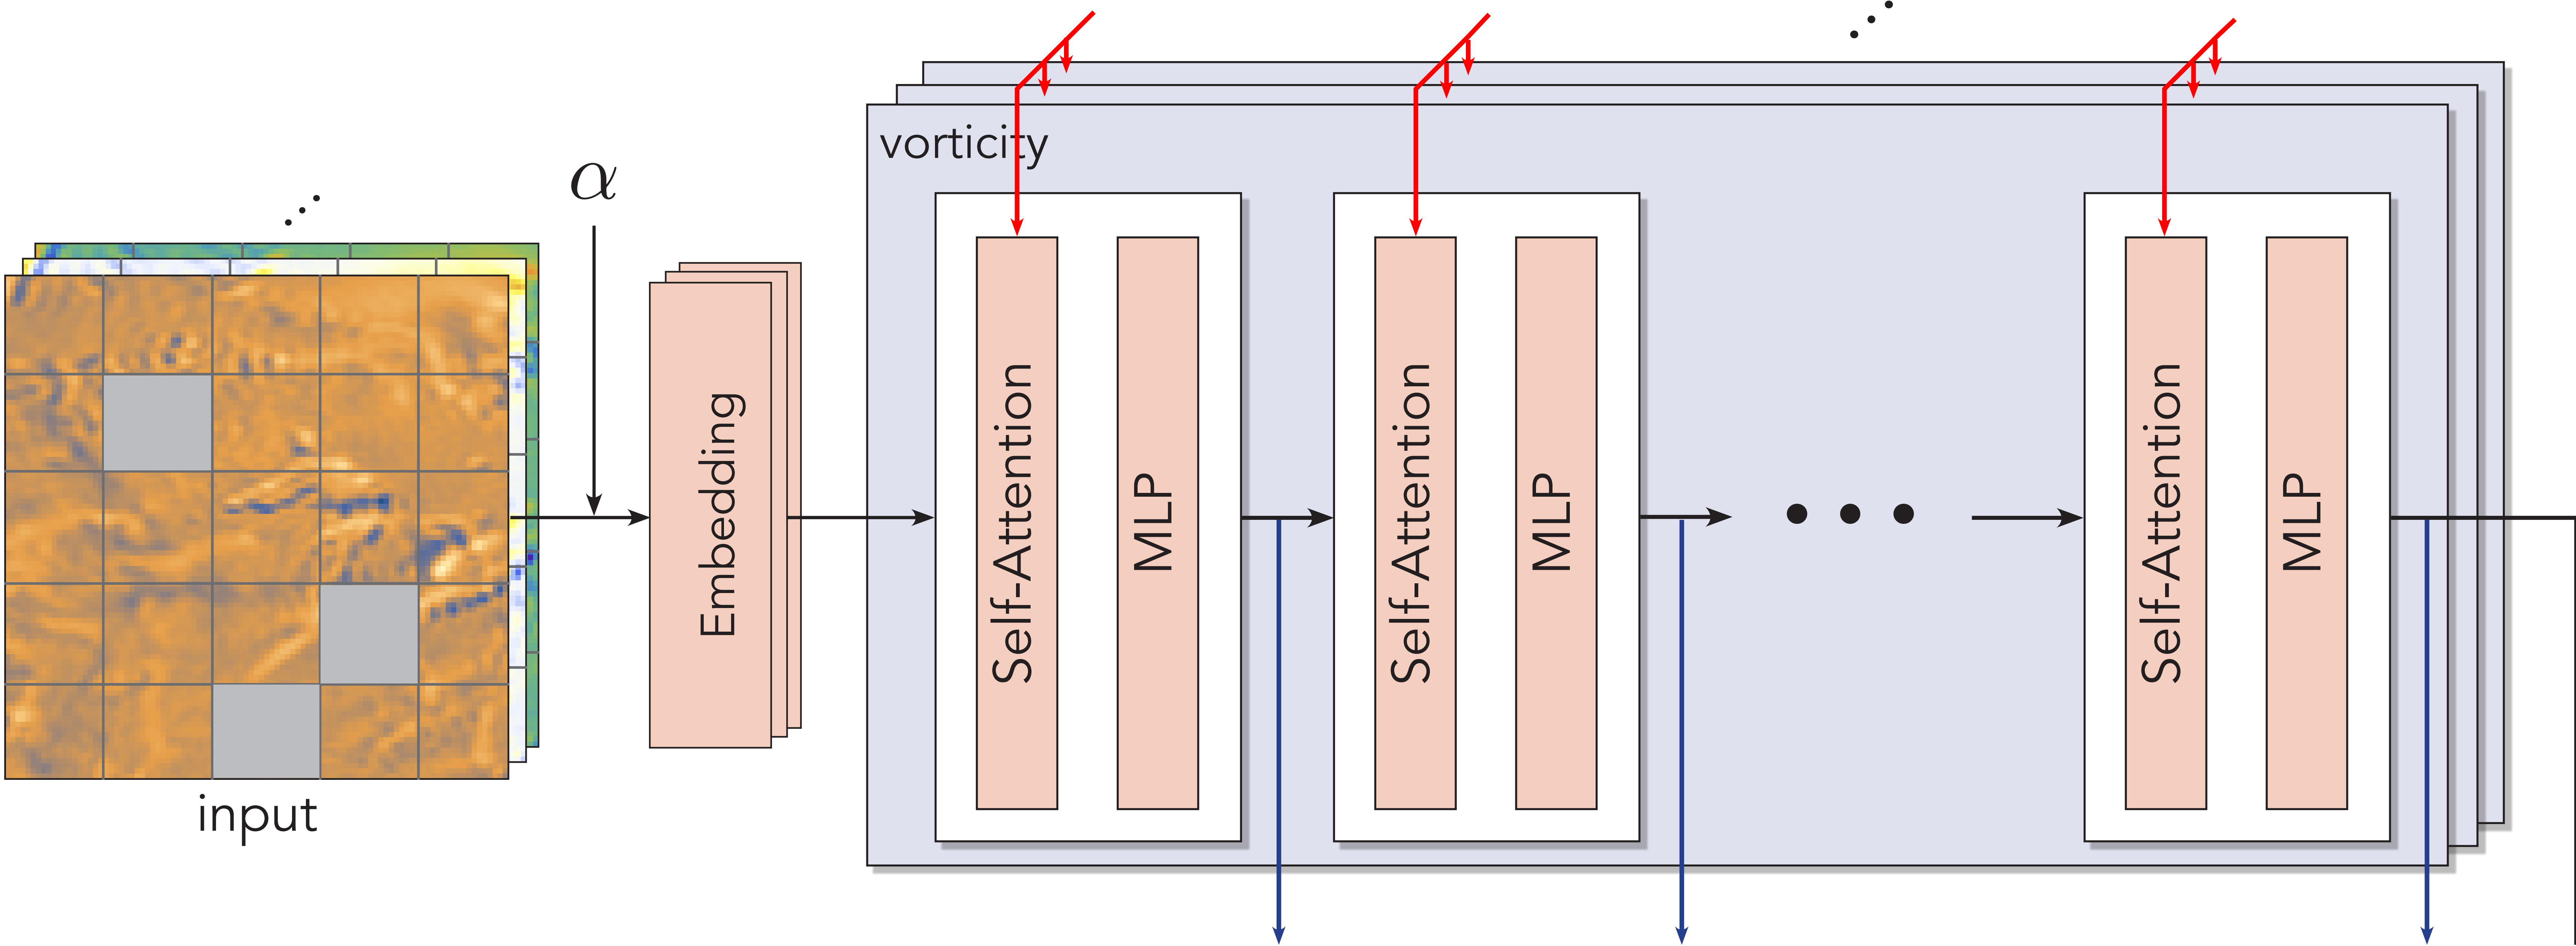 α
vorticity
input
Embedding
Self-Attention
MLP
Self-Attention
MLP
Self-Attention
MLP